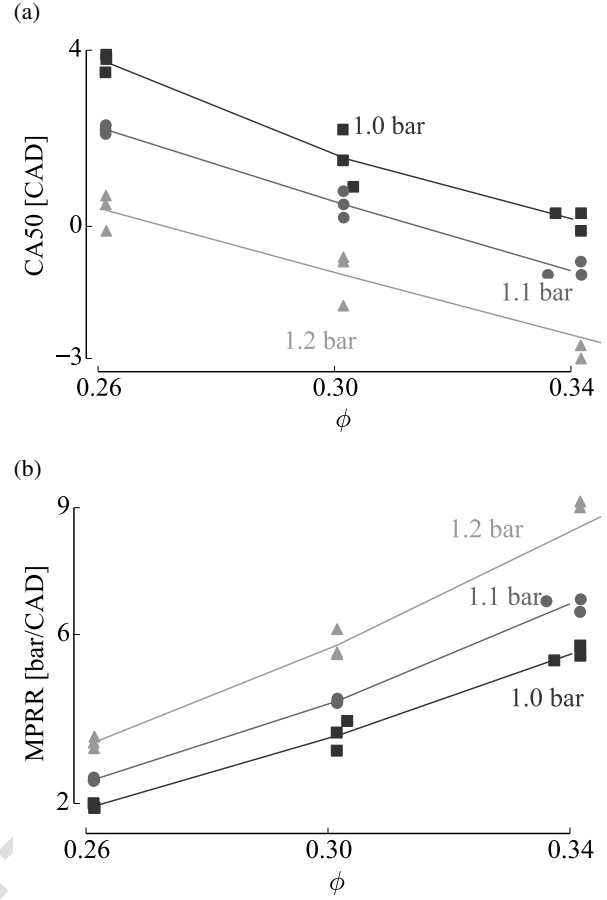 (a)
4
1.0 bar
CA50 [CAD]
0
1.1 bar
1.2 bar
−3
0.26 0.30 0.34
ϕ
(b)
9
1.2 bar
1.1 bar
MPRR [bar/CAD]
6
1.0 bar
2
0.26 0.30 0.34
ϕ